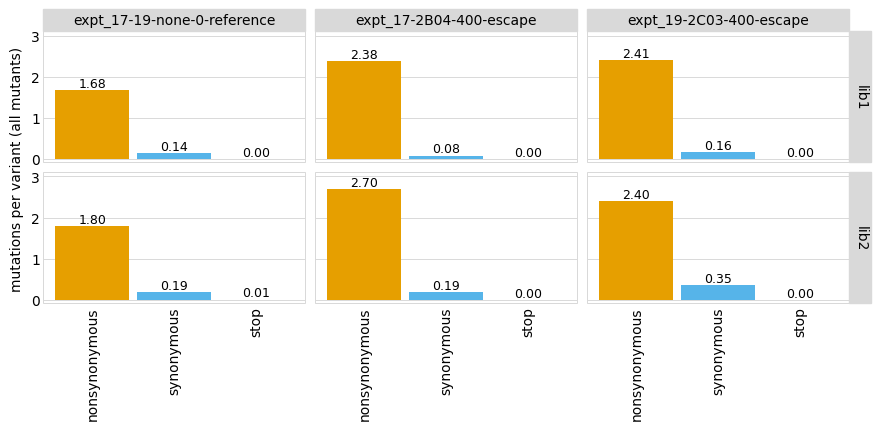 expt_17-19-none-0-reference
expt_17-2B04-400-escape
expt_19-2C03-400-escape
mutations per variant (all mutants)
3
2
1
0
1.68
0.14
0.00
2.38
0.08
0.00
2.41
0.16
0.00
lib1
3
2
1
0
1.80
0.19
0.01
2.70
0.19
0.00
2.40
0.35
0.00
lib2
nonsynonymous
synonymous
stop
nonsynonymous
synonymous
stop
nonsynonymous
synonymous
stop